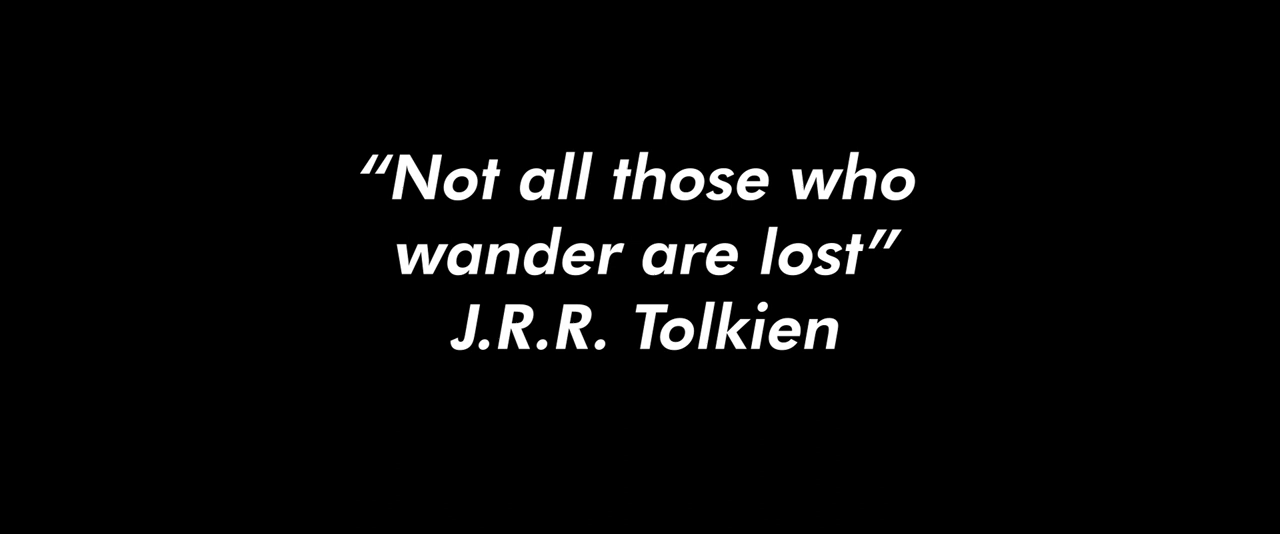 “Not all those who
wander are lost”
J.R.R. Tolkien